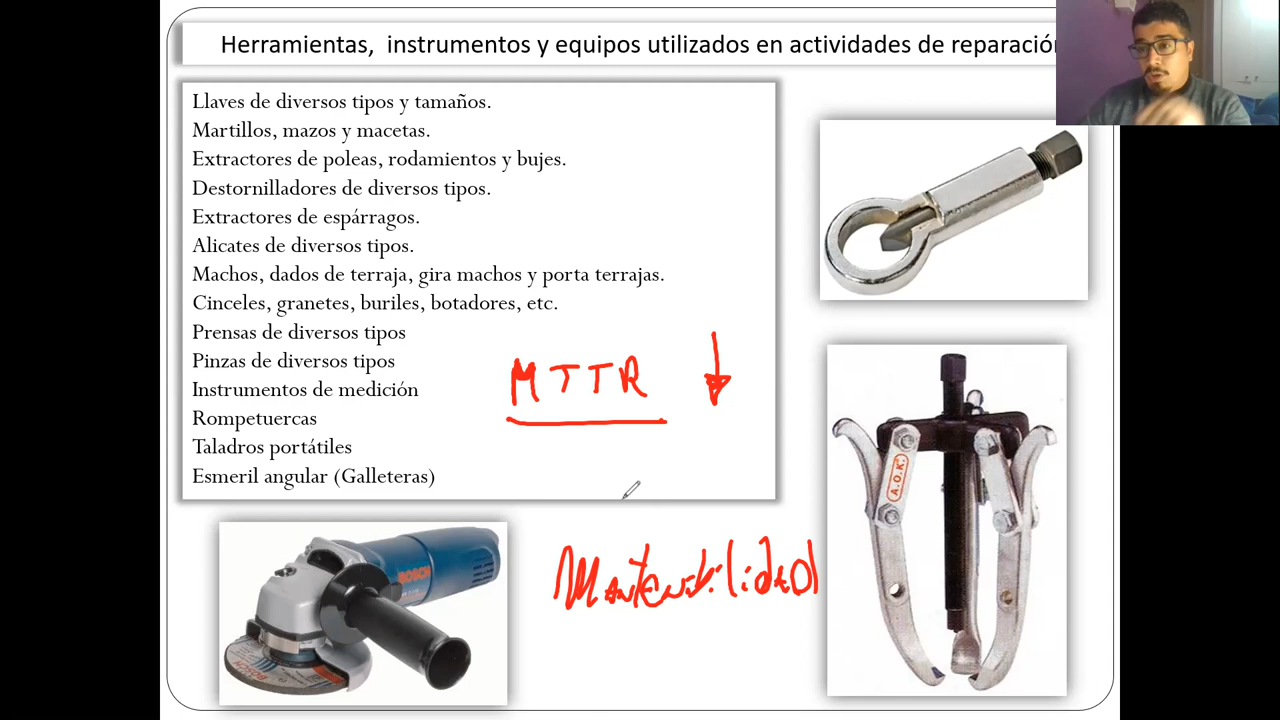 Herramientas, instrumentos y equipos utilizados en actividades de reparación
Llaves de diversos tipos y tamaños.
Martillos, mazos y macetas.
Extractores de poleas, rodamientos y bujes.
Destornilladores de diversos tipos.
Extractores de espárragos.
Alicates de diversos tipos.
Machos, dados de terraja, gira machos y porta terrajas.
Cinceles, granetes, buriles, botadores, etc.
Prensas de diversos tipos
Pinzas de diversos tipos
Instrumentos de medición
Rompetuercas
Taladros portátiles
Esmeril angular (Galleteras)
MTTR
A.O.K.
BOSCH
Mantenibilidad